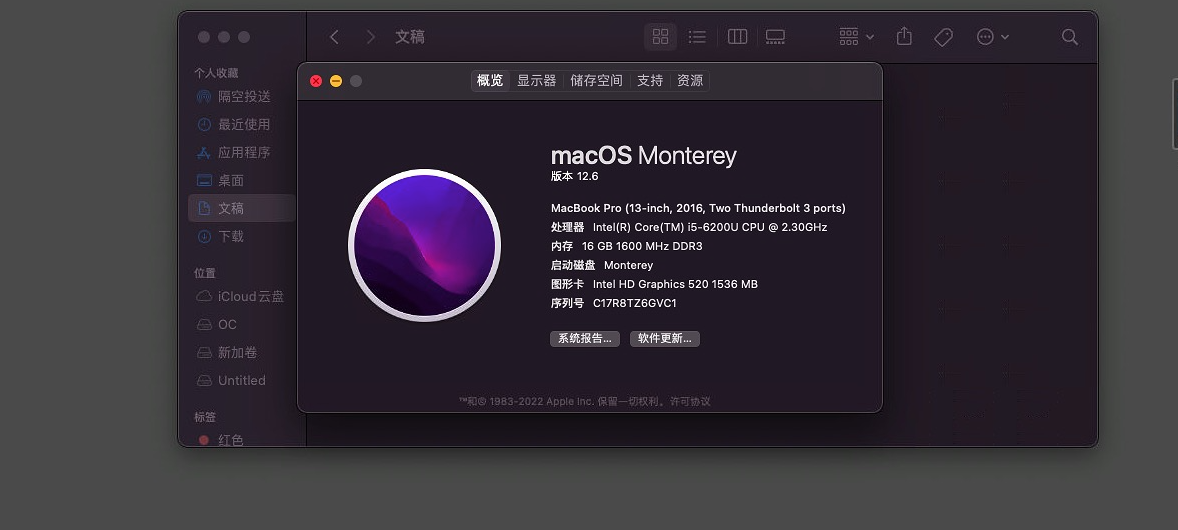 文稿
个人收藏
隔空投送
最近使用
应用程序
桌面
文稿
下载
位置
iCloud云盘
OC
新加卷
Untitled
标签
红色
概览 显示器 储存空间 支持 资源
macOS Monterey
版本 12.6
MacBook Pro (13-inch, 2016, Two Thunderbolt 3 ports)
处理器 Intel(R) Core(TM) i5-6200U CPU @ 2.30GHz
内存 16 GB 1600 MHz DDR3
启动磁盘 Monterey
图形卡 Intel HD Graphics 520 1536 MB
序列号 C17R8TZ6GVC1
系统报告... 软件更新...
™和© 1983-2022 Apple Inc. 保留一切权利。许可协议